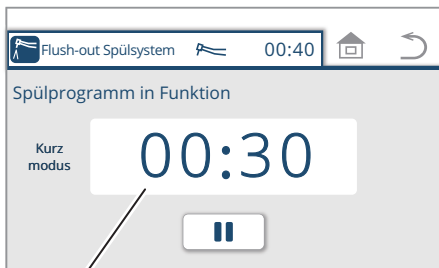 Flush-out Spülsystem 00:40
Spülprogramm in Funktion
Kurz
modus
00:30